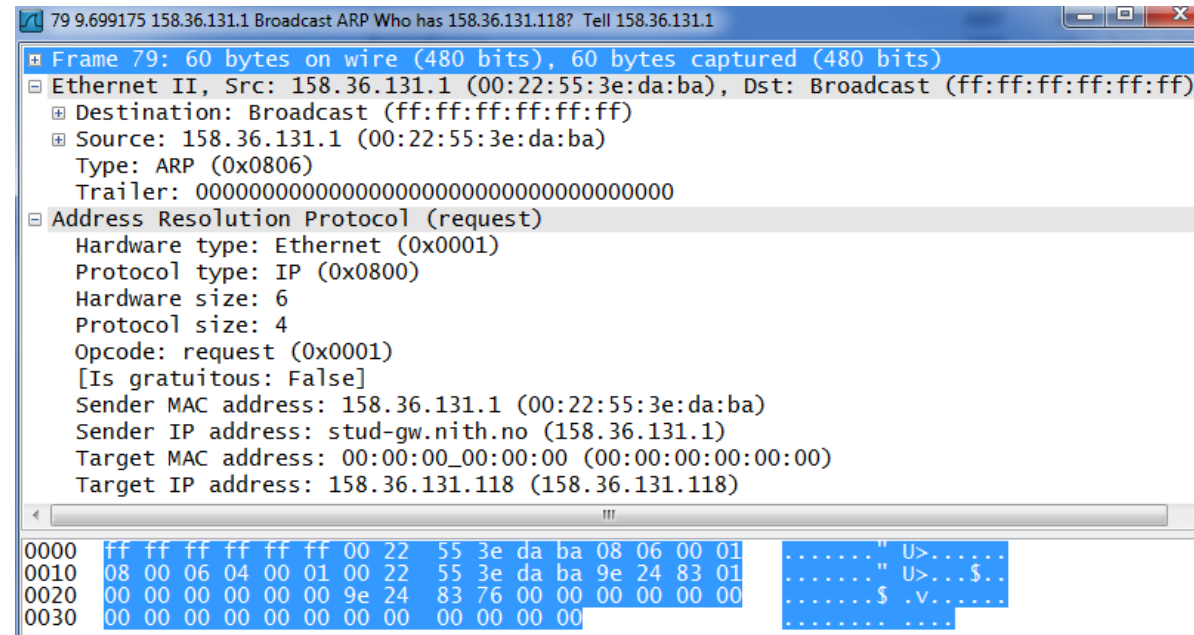 79 9.699175 158.36.131.1 Broadcast ARP Who has 158.36.131.118? Tell 158.36.131.1
Frame 79: 60 bytes on wire (480 bits), 60 bytes captured (480 bits)
Ethernet II, Src: 158.36.131.1 (00:22:55:3e:da:ba), Dst: Broadcast (ff:ff:ff:ff:ff:ff)
Destination: Broadcast (ff:ff:ff:ff:ff:ff)
Source: 158.36.131.1 (00:22:55:3e:da:ba)
Type: ARP (0x0806)
Trailer: 000000000000000000000000000000000000
Address Resolution Protocol (request)
Hardware type: Ethernet (0x0001)
Protocol type: IP (0x0800)
Hardware size: 6
Protocol size: 4
Opcode: request (0x0001)
[Is gratuitous: False]
Sender MAC address: 158.36.131.1 (00:22:55:3e:da:ba)
Sender IP address: stud-gw.nith.no (158.36.131.1)
Target MAC address: 00:00:00_00:00:00 (00:00:00:00:00:00)
Target IP address: 158.36.131.118 (158.36.131.118)
0000 ff ff ff ff ff ff 00 22 55 3e da ba 08 06 00 01 ......." U>......
0010 08 00 06 04 00 01 00 22 55 3e da ba 9e 24 83 01 ......." U>...$..
0020 00 00 00 00 00 00 9e 24 83 76 00 00 00 00 00 00 .......$ .v......
0030 00 00 00 00 00 00 00 00 00 00 00 00 ........ ....